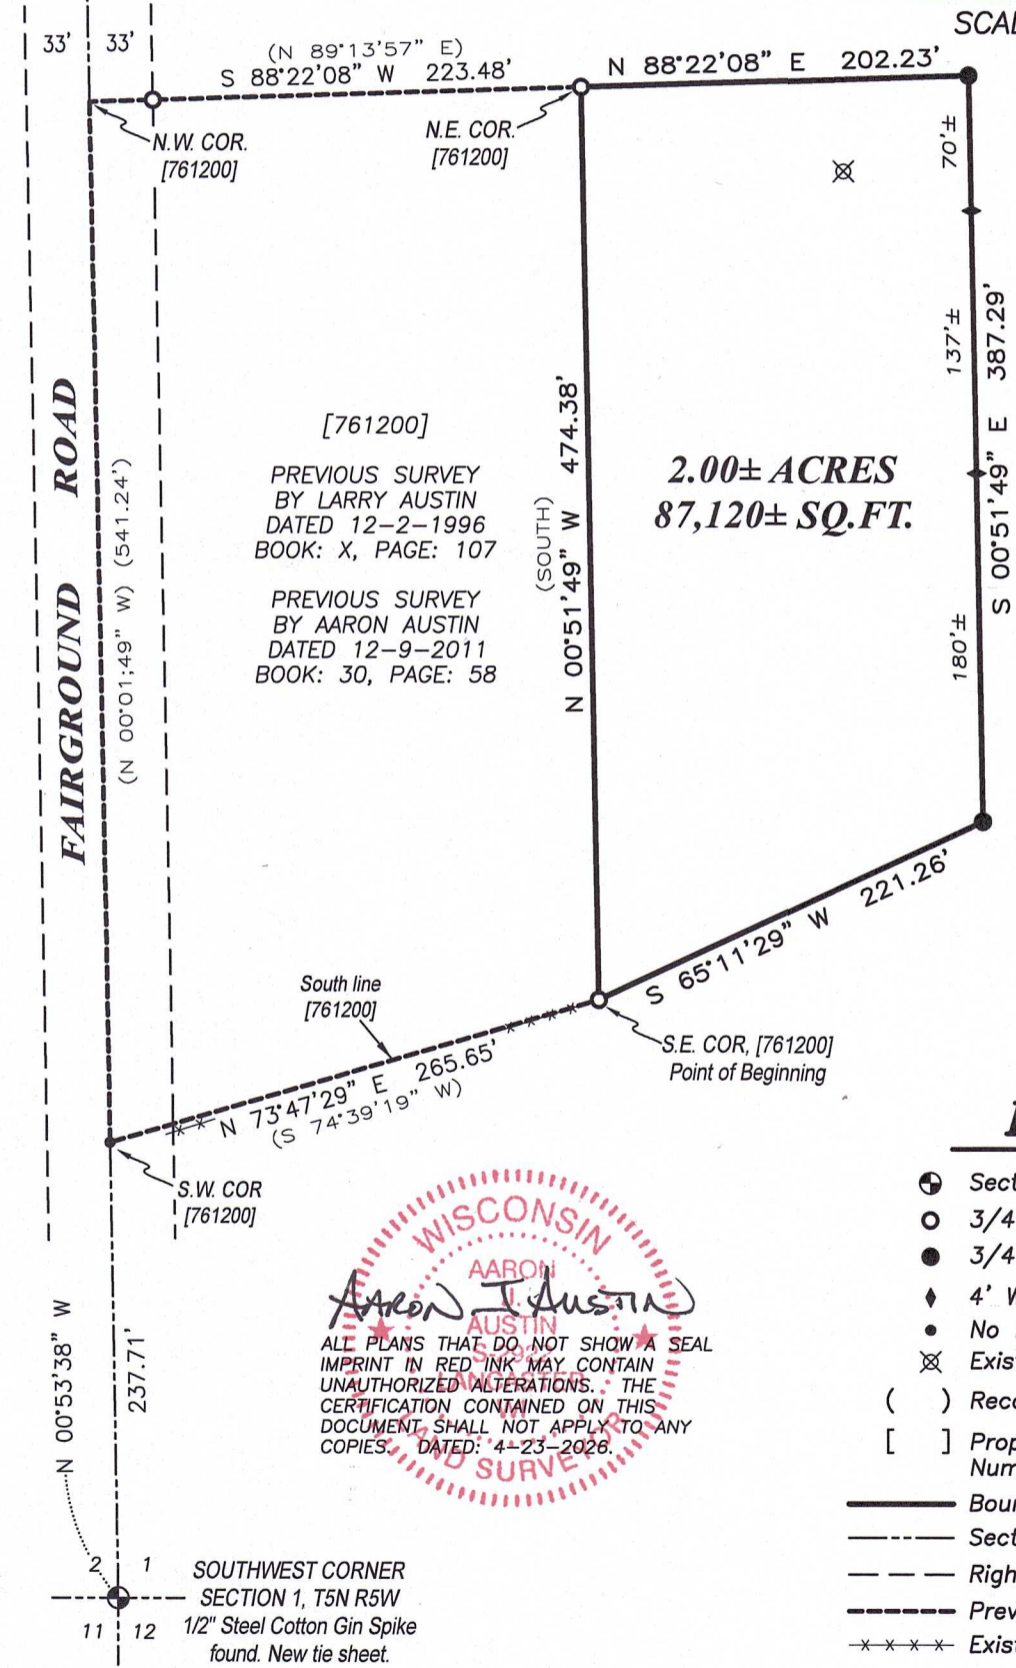 SCAL
33'
33'
(N 89°13'57" E)
S 88°22'08" W 223.48'
N 88°22'08" E 202.23'
N.W. COR.
[761200]
N.E. COR.
[761200]
70'±
137'±
S 00°51'49" E 387.29'
180'±
FAIRGROUND ROAD
(N 00°01;49" W) (541.24')
[761200]
PREVIOUS SURVEY
BY LARRY AUSTIN
DATED 12-2-1996
BOOK: X, PAGE: 107
PREVIOUS SURVEY
BY AARON AUSTIN
DATED 12-9-2011
BOOK: 30, PAGE: 58
(SOUTH)
N 00°51'49" W 474.38'
2.00± ACRES
87,120± SQ.FT.
S 65°11'29" W 221.26'
South line
[761200]
N 73°47'29" E 265.65'
(S 74°39'19" W)
S.E. COR, [761200]
Point of Beginning
S.W. COR
[761200]
WISCONSIN
AARON
J.
AUSTIN
LANCASTER
WI
LAND SURVEYOR
AARON J AUSTIN
ALL PLANS THAT DO NOT SHOW A SEAL
IMPRINT IN RED INK MAY CONTAIN
UNAUTHORIZED ALTERATIONS. THE
CERTIFICATION CONTAINED ON THIS
DOCUMENT SHALL NOT APPLY TO ANY
COPIES. DATED: 4-23-2026.
N 00°53'38" W
237.71'
2
1
11
12
SOUTHWEST CORNER
SECTION 1, T5N R5W
1/2" Steel Cotton Gin Spike
found. New tie sheet.
Sect
3/4
3/4
4' W
No
Exis
( ) Reco
[ ] Prop
Num
Boun
Sect
Righ
Prev
Exist